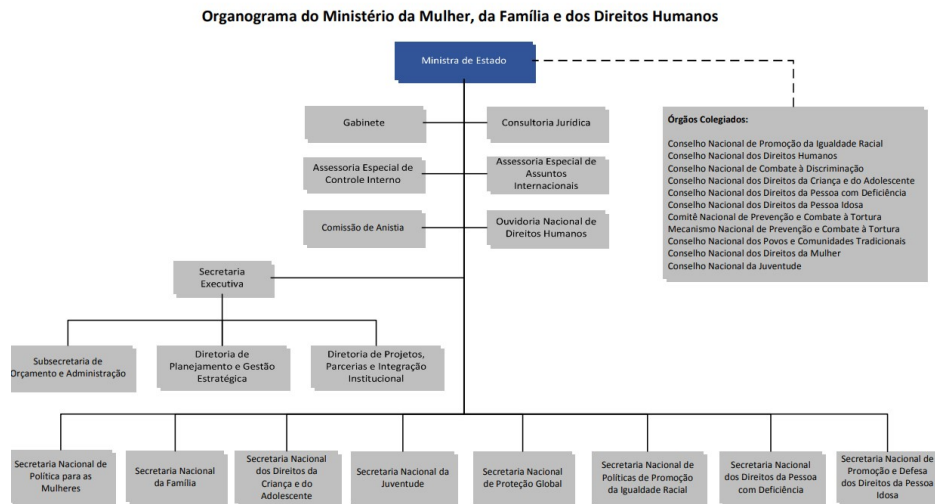 Organograma do Ministério da Mulher, da Família e dos Direitos Humanos
Ministra de Estado
Gabinete
Consultoria Jurídica
Assessoria Especial de
Controle Interno
Assessoria Especial de
Assuntos
Internacionais
Comissão de Anistia
Ouvidoria Nacional de
Direitos Humanos
Órgãos Colegiados:
Conselho Nacional de Promoção da Igualdade Racial
Conselho Nacional dos Direitos Humanos
Conselho Nacional de Combate à Discriminação
Conselho Nacional dos Direitos da Criança e do Adolescente
Conselho Nacional dos Direitos da Pessoa com Deficiência
Conselho Nacional dos Direitos da Pessoa Idosa
Comitê Nacional de Prevenção e Combate à Tortura
Mecanismo Nacional de Prevenção e Combate à Tortura
Conselho Nacional dos Povos e Comunidades Tradicionais
Conselho Nacional dos Direitos da Mulher
Conselho Nacional da Juventude
Secretaria
Executiva
Subsecretaria de
Orçamento e Administração
Diretoria de
Planejamento e Gestão
Estratégica
Diretoria de Projetos,
Parcerias e Integração
Institucional
Secretaria Nacional de
Política para as
Mulheres
Secretaria Nacional
da Família
Secretaria Nacional
dos Direitos da
Criança e do
Adolescente
Secretaria Nacional da
Juventude
Secretaria Nacional
de Proteção Global
Secretaria Nacional de
Políticas de Promoção
da Igualdade Racial
Secretaria Nacional
dos Direitos da Pessoa
com Deficiência
Secretaria Nacional de
Promoção e Defesa
dos Direitos da Pessoa
Idosa